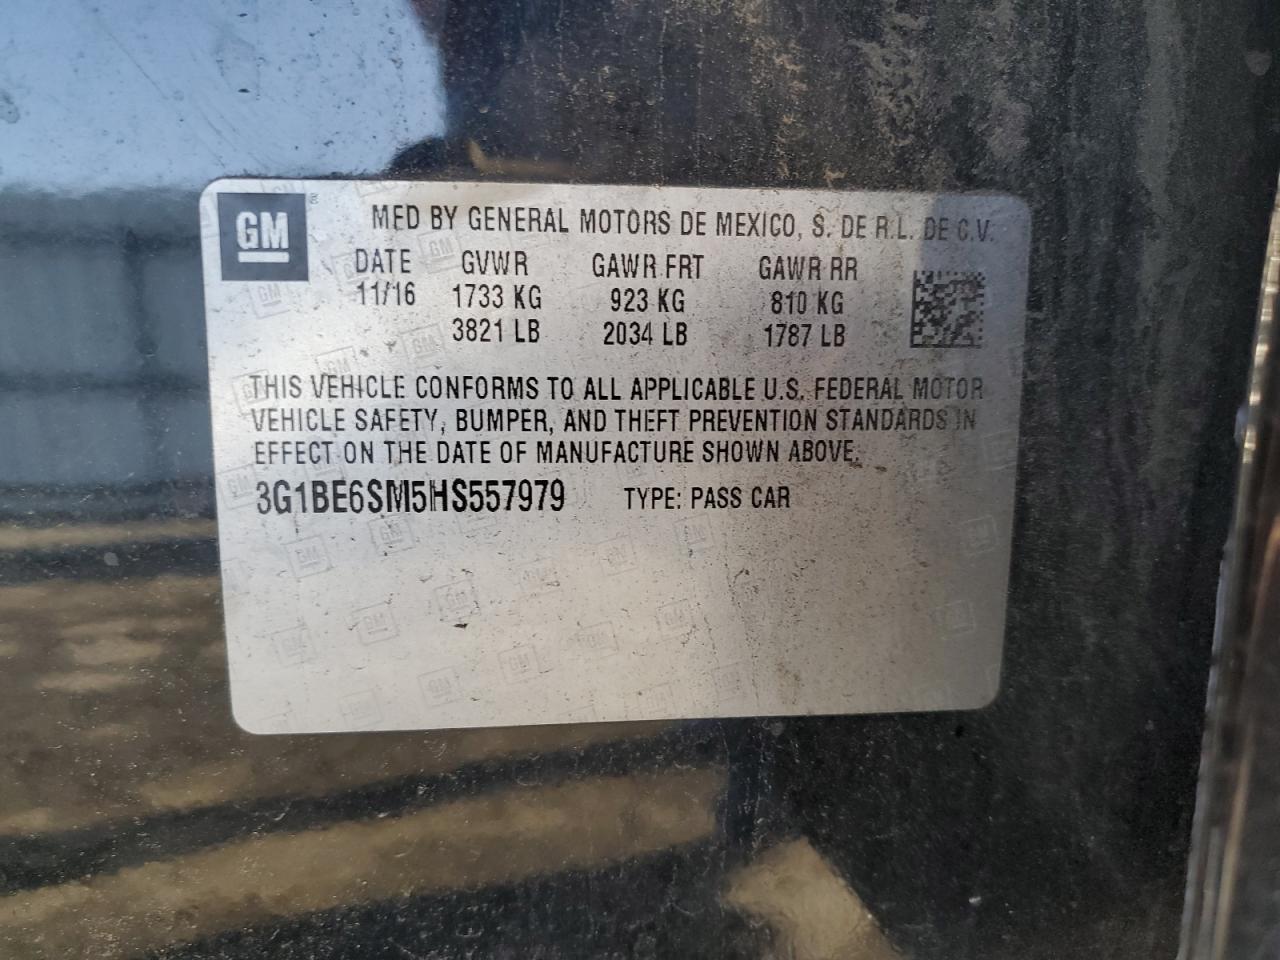 GM
MFD BY GENERAL MOTORS DE MEXICO, S. DE R.L. DE C.V.
DATE GVWR GAWR FRT GAWR RR
11/16 1733 KG 923 KG 810 KG
3821 LB 2034 LB 1787 LB
THIS VEHICLE CONFORMS TO ALL APPLICABLE U.S. FEDERAL MOTOR
VEHICLE SAFETY, BUMPER, AND THEFT PREVENTION STANDARDS IN
EFFECT ON THE DATE OF MANUFACTURE SHOWN ABOVE.
3G1BE6SM5HS557979 TYPE: PASS CAR